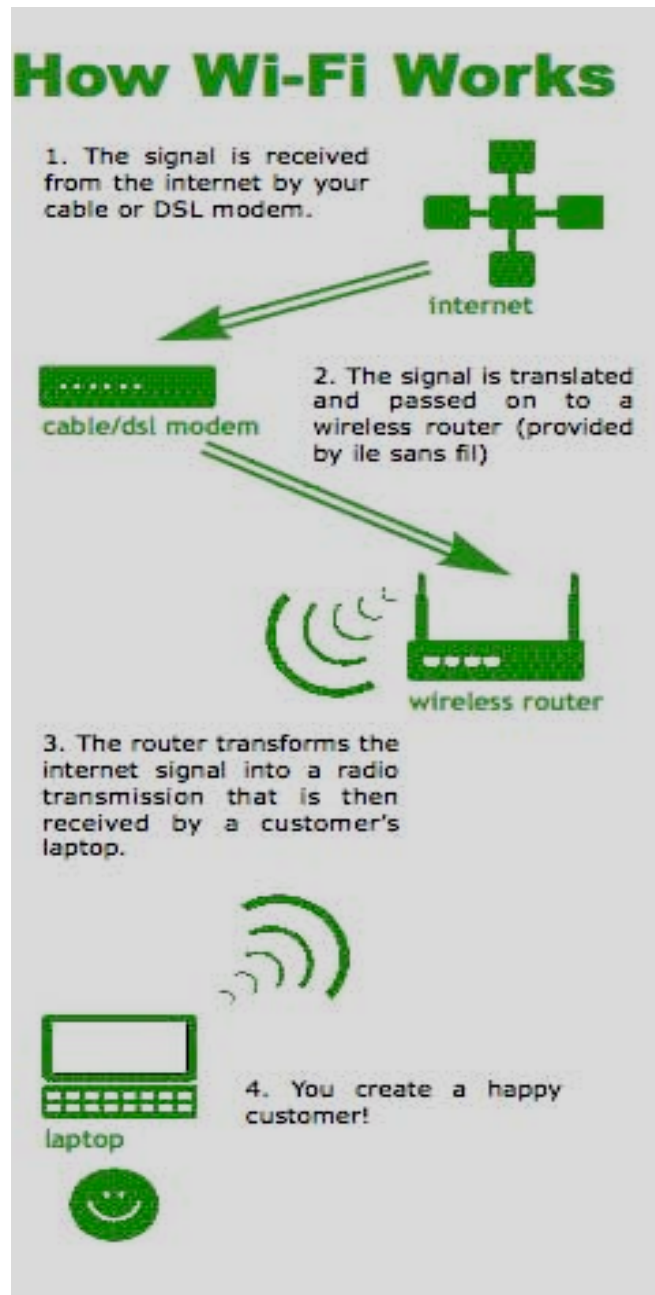 How Wi-Fi Works
1. The signal is received
from the internet by your
cable or DSL modem.
internet
2. The signal is translated
and passed on to a
wireless router (provided
by ile sans fil)
cable/dsl modem
wireless router
3. The router transforms the
internet signal into a radio
transmission that is then
received by a customer's
laptop.
4. You create a happy
customer!
laptop